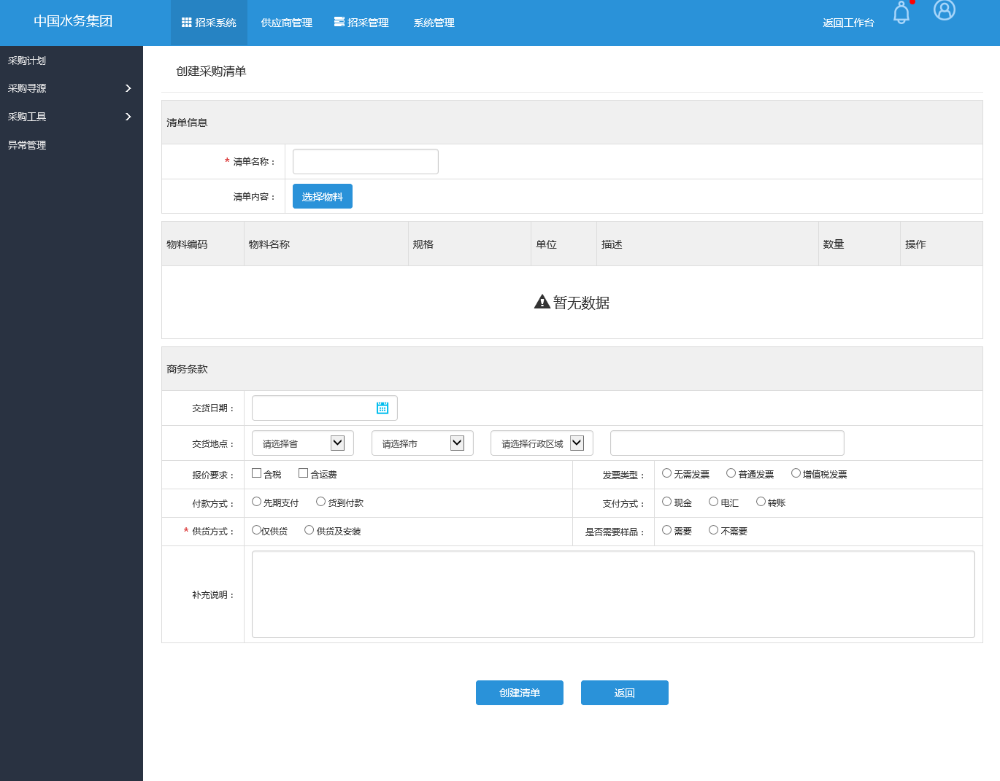 中国水务集团
招采系统 供应商管理 招采管理 系统管理 返回工作台
采购计划
采购寻源
采购工具
异常管理
创建采购清单
清单信息
* 清单名称：
清单内容： 选择物料
物料编码 物料名称 规格 单位 描述 数量 操作
暂无数据
商务条款
交货日期：
交货地点： 请选择省 请选择市 请选择行政区域
报价要求： 含税 含运费 发票类型： 无需发票 普通发票 增值税发票
付款方式： 先期支付 货到付款 支付方式： 现金 电汇 转账
* 供货方式： 仅供货 供货及安装 是否需要样品： 需要 不需要
补充说明：
创建清单 返回